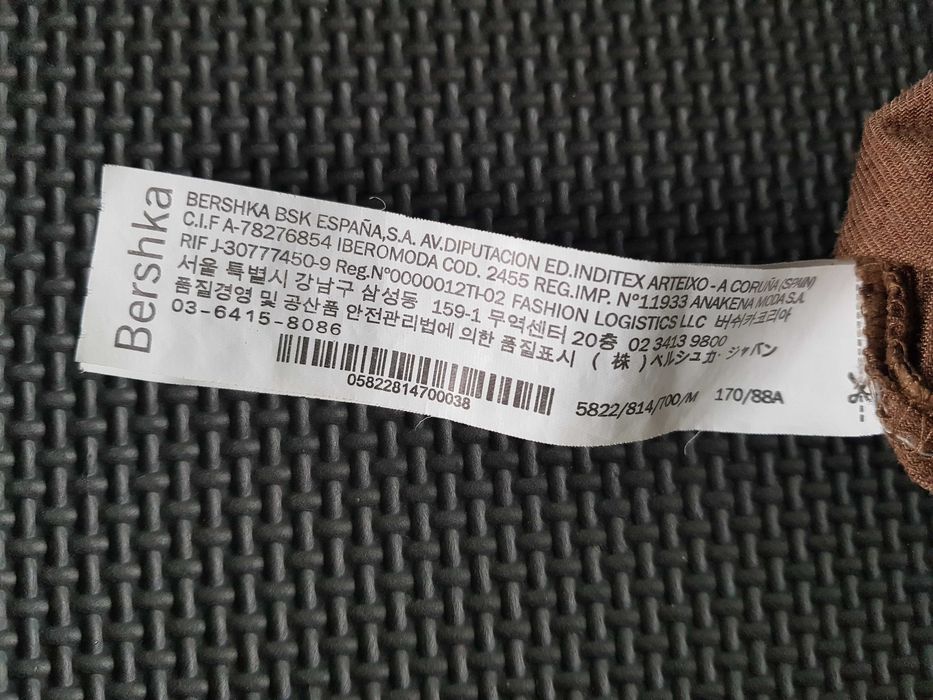 Bershka
BERSHKA BSK ESPAÑA,S.A. AV.DIPUTACION ED.INDITEX ARTEIXO - A CORUÑA (SPAIN)
C.I.F A-78276854 IBEROMODA COD. 2455 REG.IMP. Nº11933 ANAKENA MODA S.A.
RIF J-30777450-9 Reg.Nº0000012TI-02 FASHION LOGISTICS LLC 버쉬카코리아
서울 특별시 강남구 삼성동 159-1 무역센터 20층 02 3413 9800
품질경영 및 공산품 안전관리법에 의한 품질표시 (株)ベルシュカ・ジャパン
03-6415-8086
05822814700038
5822/814/700/M 170/88A